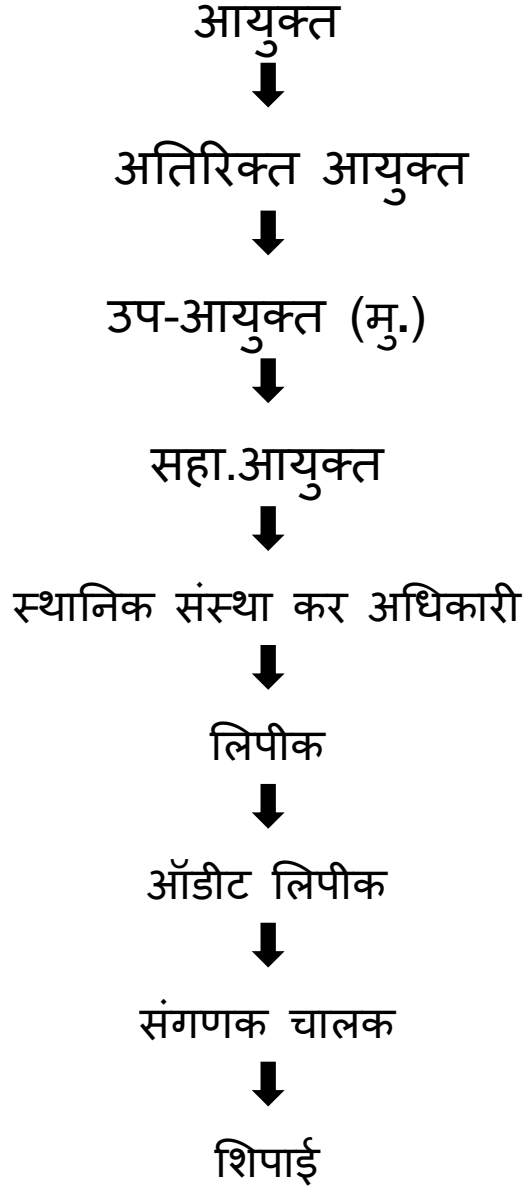 आयुक्त
अतिरिक्त आयुक्त
उप-आयुक्त (मु.)
सहा.आयुक्त
स्थानिक संस्था कर अधिकारी
लिपीक
ऑडीट लिपीक
संगणक चालक
शिपाई